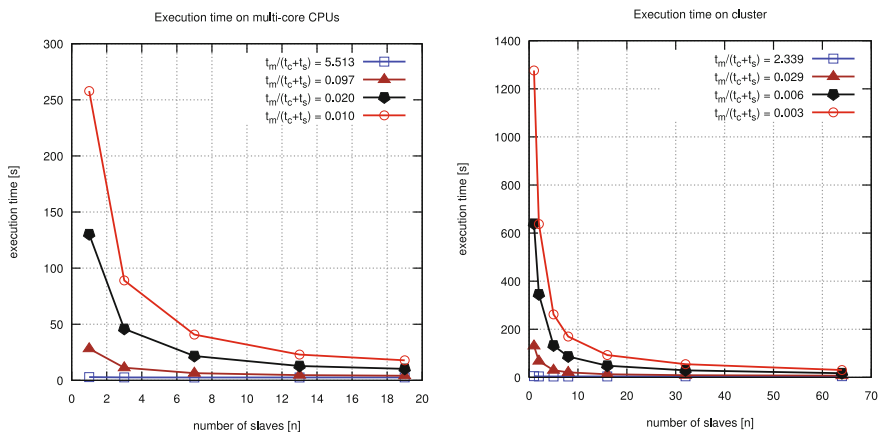 Execution time on multi-core CPUs
execution time [s]
300
250
200
150
100
50
0
t_m/(t_c+t_s) = 5.513
t_m/(t_c+t_s) = 0.097
t_m/(t_c+t_s) = 0.020
t_m/(t_c+t_s) = 0.010
0 2 4 6 8 10 12 14 16 18 20
number of slaves [n]
Execution time on cluster
execution time [s]
1400
1200
1000
800
600
400
200
0
t_m/(t_c+t_s) = 2.339
t_m/(t_c+t_s) = 0.029
t_m/(t_c+t_s) = 0.006
t_m/(t_c+t_s) = 0.003
0 10 20 30 40 50 60 70
number of slaves [n]